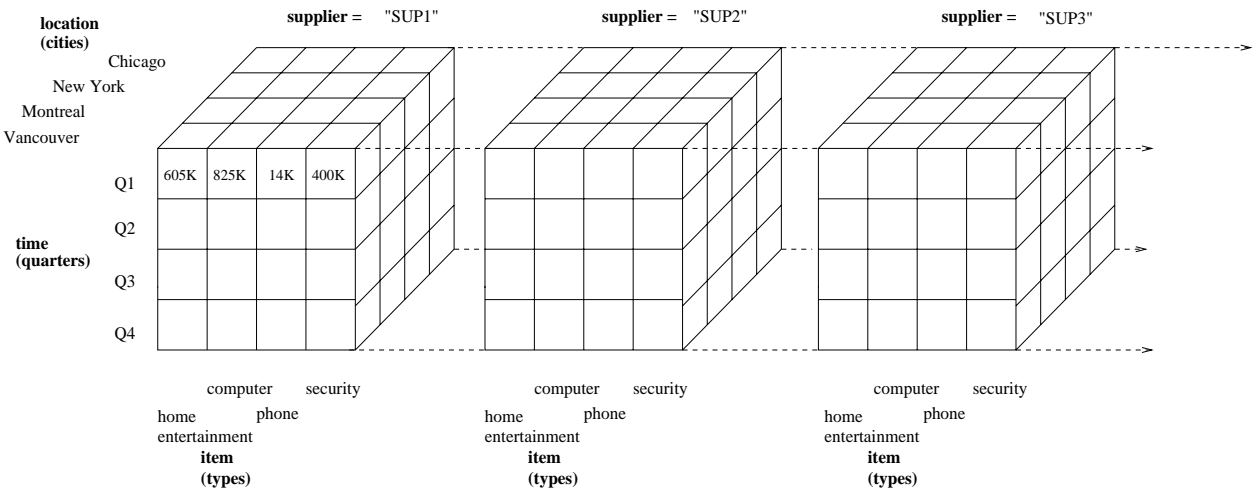 supplier = "SUP1"
supplier = "SUP2"
supplier = "SUP3"
location
(cities)
Chicago
New York
Montreal
Vancouver
Q1 605K 825K 14K 400K
Q2
time
(quarters)
Q3
Q4
computer security
home phone
entertainment
item
(types)
computer security
home phone
entertainment
item
(types)
computer security
home phone
entertainment
item
(types)